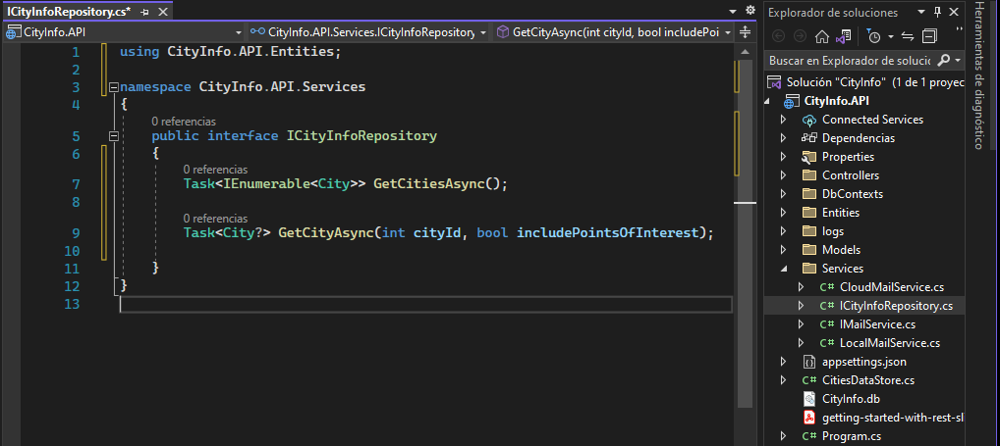 ICityInfoRepository.cs*
CityInfo.API
CityInfo.API.Services.ICityInfoRepository
GetCityAsync(int cityId, bool includePoi
1 using CityInfo.API.Entities;
2
3 namespace CityInfo.API.Services
4 {
0 referencias
5 public interface ICityInfoRepository
6 {
0 referencias
7 Task<IEnumerable<City>> GetCitiesAsync();
8
0 referencias
9 Task<City?> GetCityAsync(int cityId, bool includePointsOfInterest);
10
11 }
12 }
13
Explorador de soluciones
Buscar en Explorador de solucio
Solución "CityInfo" (1 de 1 proyec
CityInfo.API
Connected Services
Dependencias
Properties
Controllers
DbContexts
Entities
logs
Models
Services
C# CloudMailService.cs
C# ICityInfoRepository.cs
C# IMailService.cs
C# LocalMailService.cs
appsettings.json
C# CitiesDataStore.cs
CityInfo.db
getting-started-with-rest-sl
C# Program.cs
Herramientas de diagnóstico